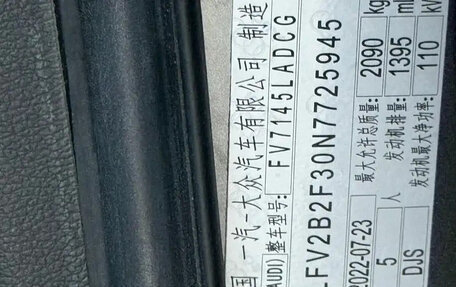 国 一汽-大众汽车有限公司 制造
AUDI) 整车型号: FV7145LADCG
LFV2B2F30N7725945
2022-07-23 最大允许总质量: 2090 kg
5 人 发动机排量: 1395 ml
DJS 发动机最大净功率: 110 kW